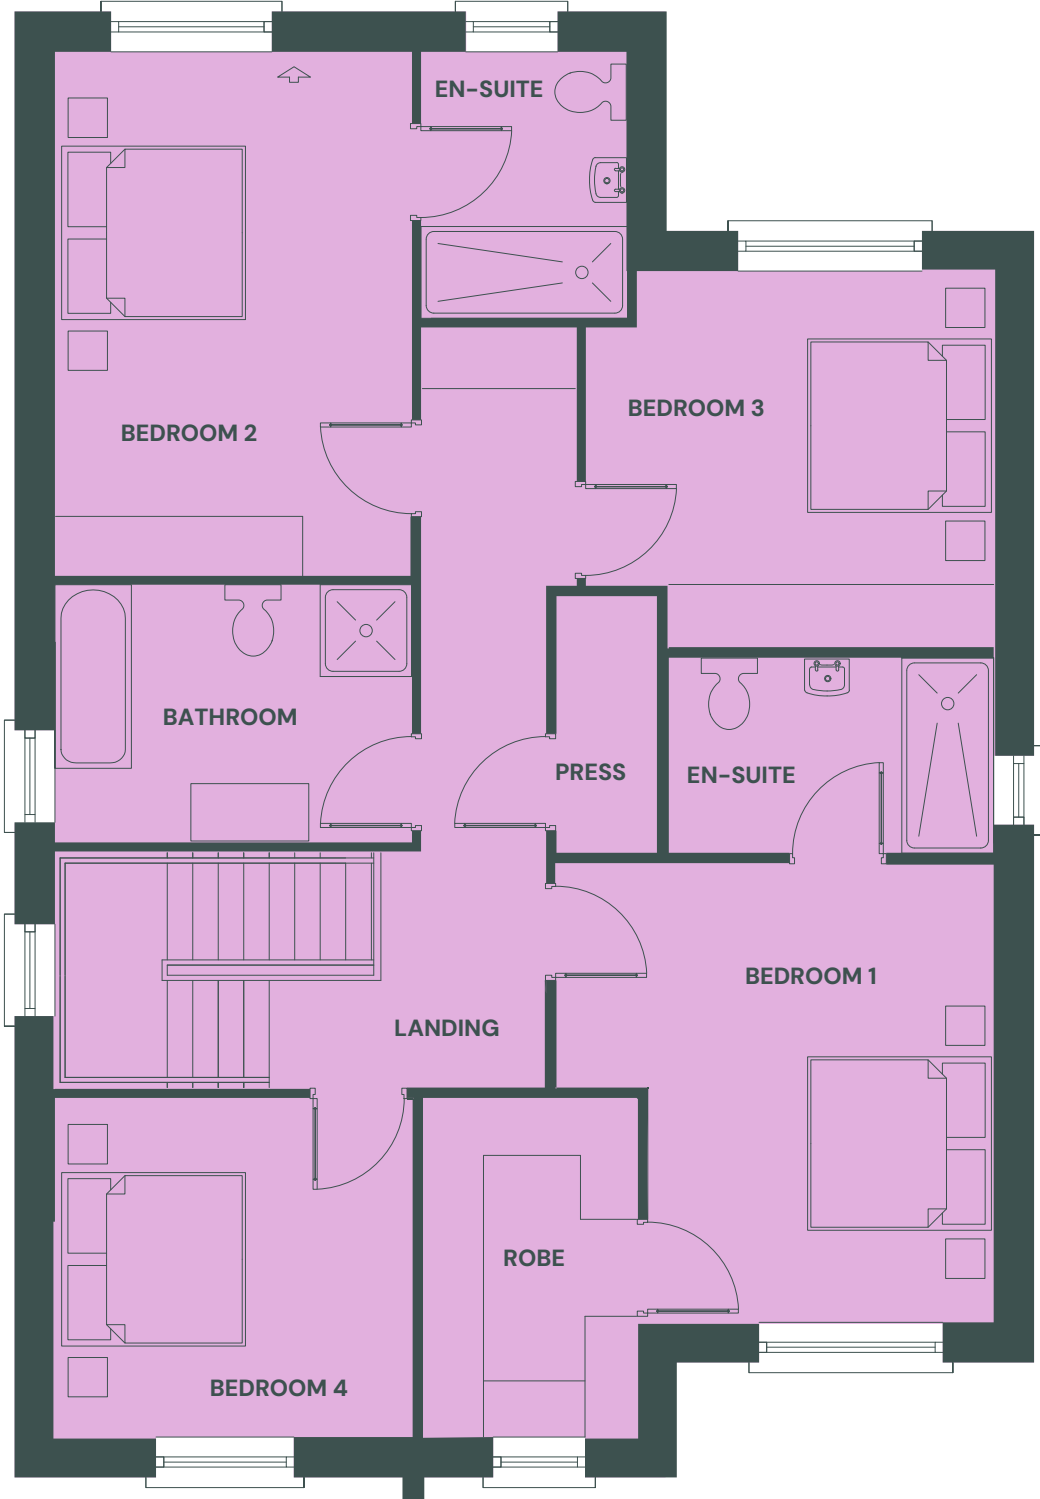 EN-SUITE
BEDROOM 3
BEDROOM 2
BATHROOM
PRESS
EN-SUITE
BEDROOM 1
LANDING
ROBE
BEDROOM 4